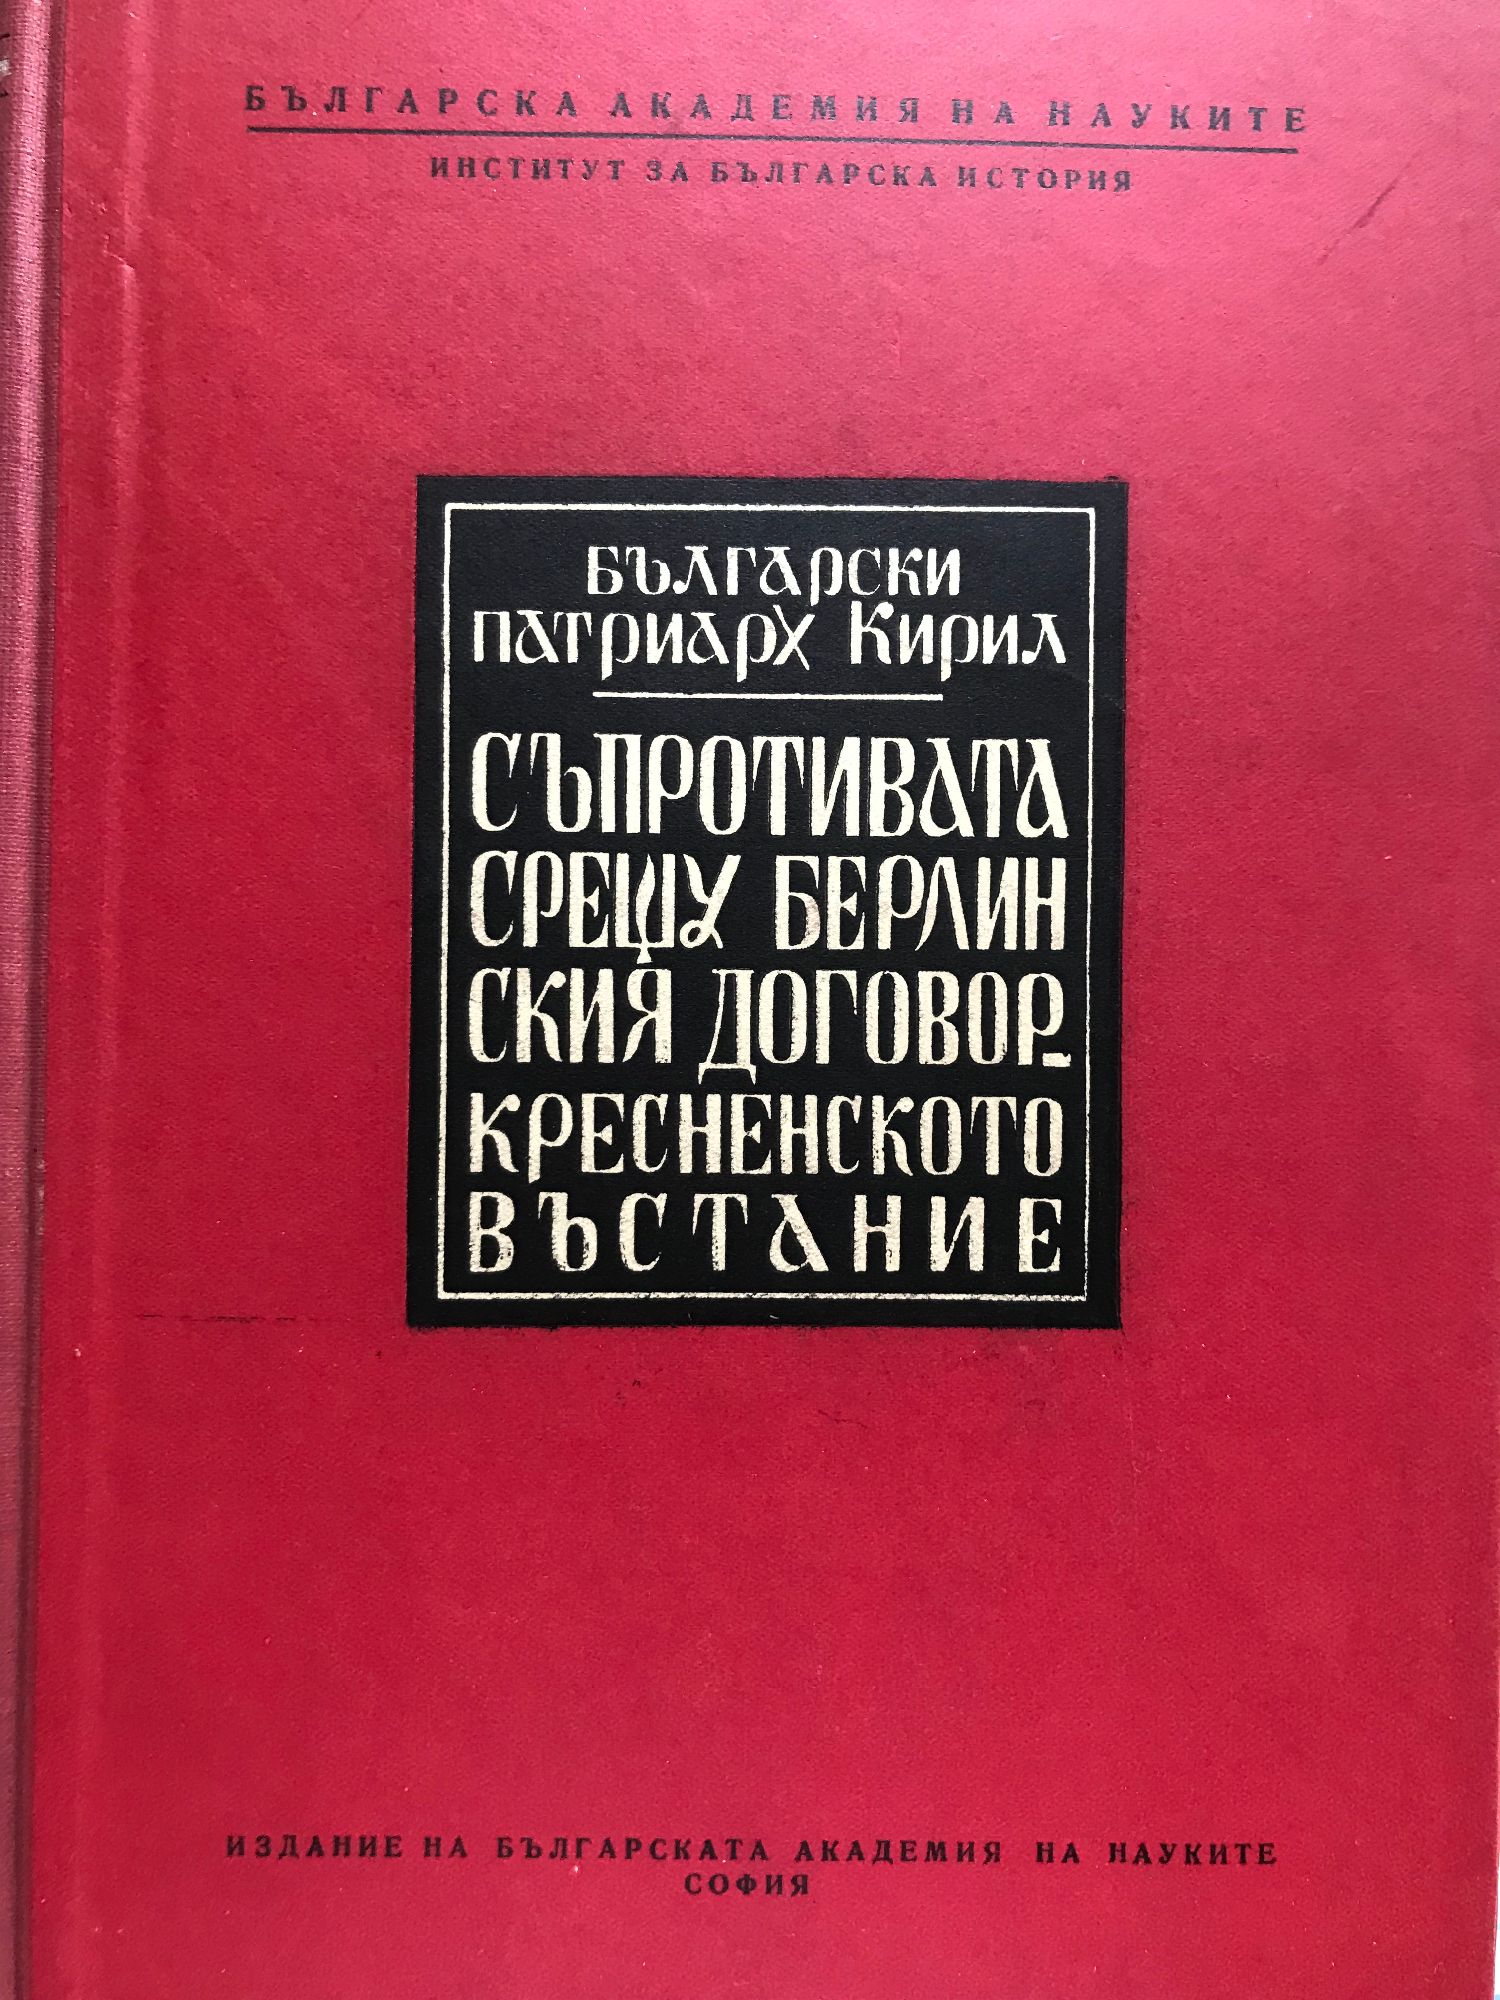 БЪЛГАРСКА АКАДЕМИЯ НА НАУКИТЕ
ИНСТИТУТ ЗА БЪЛГАРСКА ИСТОРИЯ
БЪЛГАРСКИ
ПАТРИАРХ КИРИЛ
СЪПРОТИВАТА
СРЕЩУ БЕРЛИН
СКИЯ ДОГОВОР-
КРЕСНЕНСКОТО
ВЪСТАНИЕ
ИЗДАНИЕ НА БЪЛГАРСКАТА АКАДЕМИЯ НА НАУКИТЕ
СОФИЯ